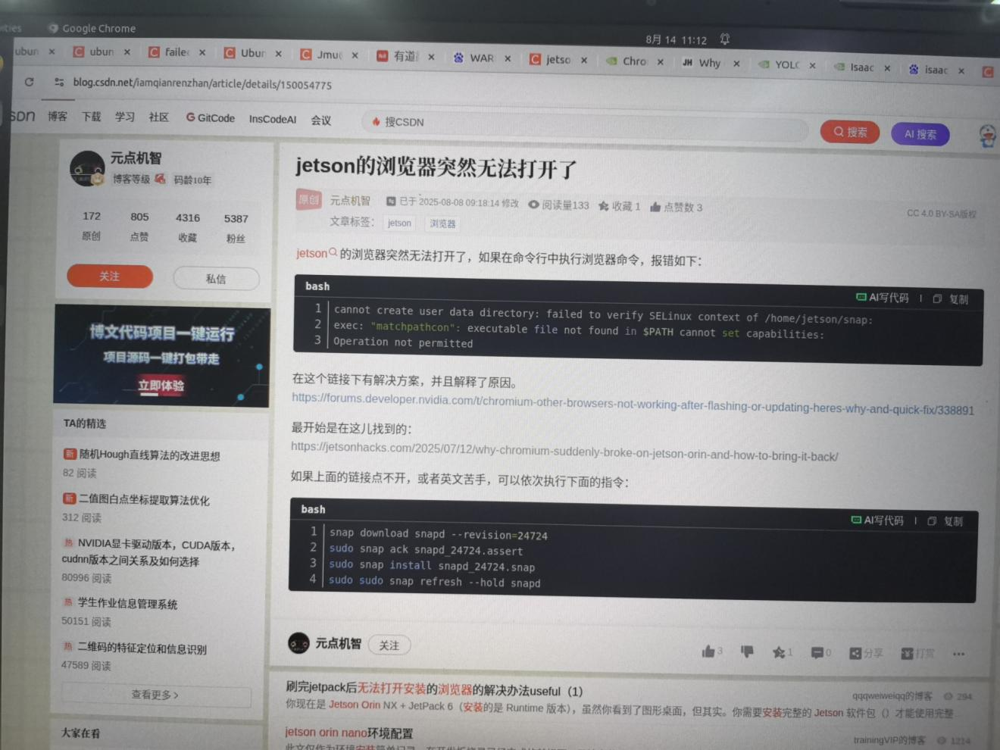 Google Chrome
8月 14 11:12
ubun × ubun × faile × Ubun × Jmu × 有道 × WAR × jetso × Chro × Why × YOLO × Isaac × isaac ×
blog.csdn.net/iamqianrenzhan/article/details/150054775
博客 下载 学习 社区 GitCode InsCodeAI 会议 搜CSDN 搜索 AI 搜索
元点机智
博客等级 码龄10年
172 805 4316 5387
原创 点赞 收藏 粉丝
关注 私信
博文代码项目一键运行
项目源码一键打包带走
立即体验
TA的精选
新 随机Hough直线算法的改进思想
82 阅读
新 二值图白点坐标提取算法优化
312 阅读
热 NVIDIA显卡驱动版本，CUDA版本，
cudnn版本之间关系及如何选择
80996 阅读
热 学生作业信息管理系统
50151 阅读
热 二维码的特征定位和信息识别
47589 阅读
查看更多
大家在看
jetson的浏览器突然无法打开了
原创 元点机智 已于 2025-08-08 09:18:14 修改 阅读量133 收藏 1 点赞数 3
CC 4.0 BY-SA版权
文章标签： jetson 浏览器
jetson 的浏览器突然无法打开了，如果在命令行中执行浏览器命令，报错如下：
bash AI写代码 复制
1 cannot create user data directory: failed to verify SELinux context of /home/jetson/snap:
2 exec: "matchpathcon": executable file not found in $PATH cannot set capabilities:
3 Operation not permitted
在这个链接下有解决方案，并且解释了原因。
https://forums.developer.nvidia.com/t/chromium-other-browsers-not-working-after-flashing-or-updating-heres-why-and-quick-fix/338891
最开始是在这儿找到的：
https://jetsonhacks.com/2025/07/12/why-chromium-suddenly-broke-on-jetson-orin-and-how-to-bring-it-back/
如果上面的链接点不开，或者英文苦手，可以依次执行下面的指令：
bash AI写代码 复制
1 snap download snapd --revision=24724
2 sudo snap ack snapd_24724.assert
3 sudo snap install snapd_24724.snap
4 sudo sudo snap refresh --hold snapd
元点机智 关注 3 1 0 分享 打赏
刷完jetpack后无法打开安装的浏览器的解决办法useful（1）
qqqweiweiqq的博客 294
你现在是 Jetson Orin NX + JetPack 6（安装的是 Runtime 版本），虽然你看到了图形桌面，但其实。你需要安装完整的 Jetson 软件包（）才能使用完整
jetson orin nano环境配置
trainingVIP的博客 1214